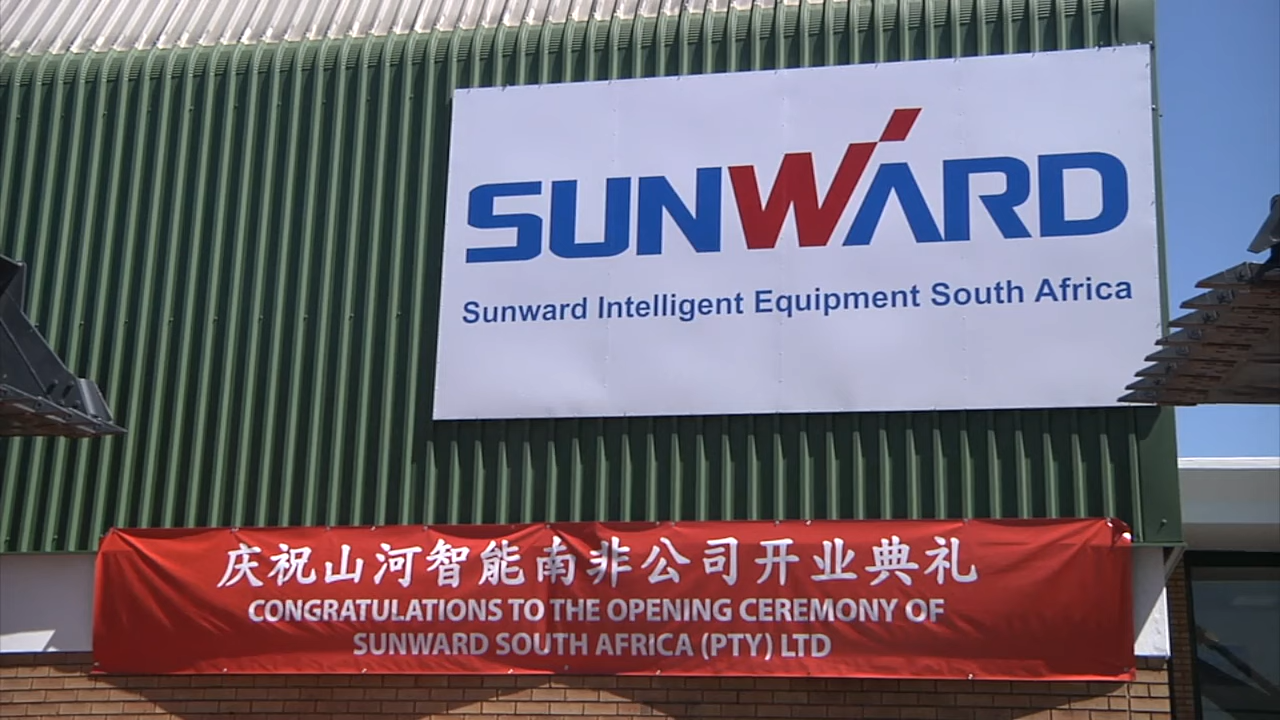 SUNWARD
Sunward Intelligent Equipment South Africa
庆祝山河智能南非公司开业典礼
CONGRATULATIONS TO THE OPENING CEREMONY OF
SUNWARD SOUTH AFRICA (PTY) LTD